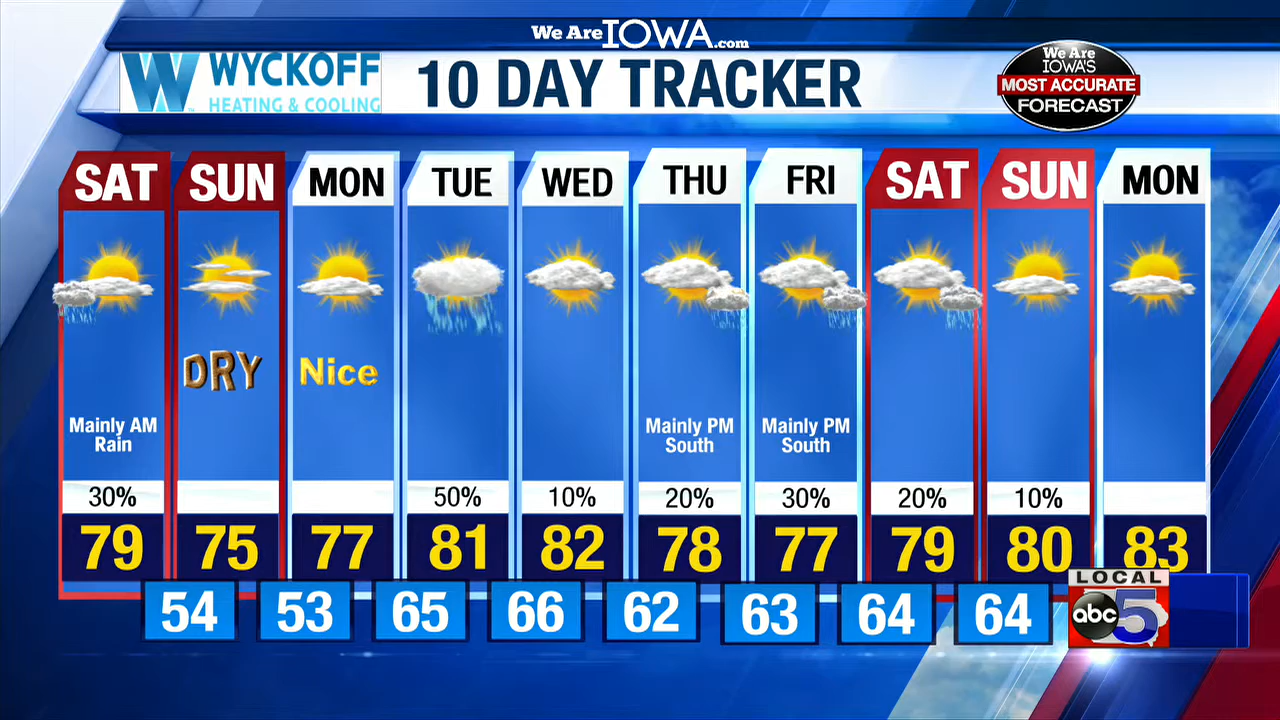 We Are IOWA.com
W WYCKOFF
HEATING & COOLING
10 DAY TRACKER
We Are
IOWA'S
MOST ACCURATE
FORECAST
SAT SUN MON TUE WED THU FRI SAT SUN MON
DRY Nice
Mainly AM
Rain
Mainly PM
South
Mainly PM
South
30% 50% 10% 20% 30% 20% 10%
79 75 77 81 82 78 77 79 80 83
54 53 65 66 62 63 64 64
LOCAL
abc 5